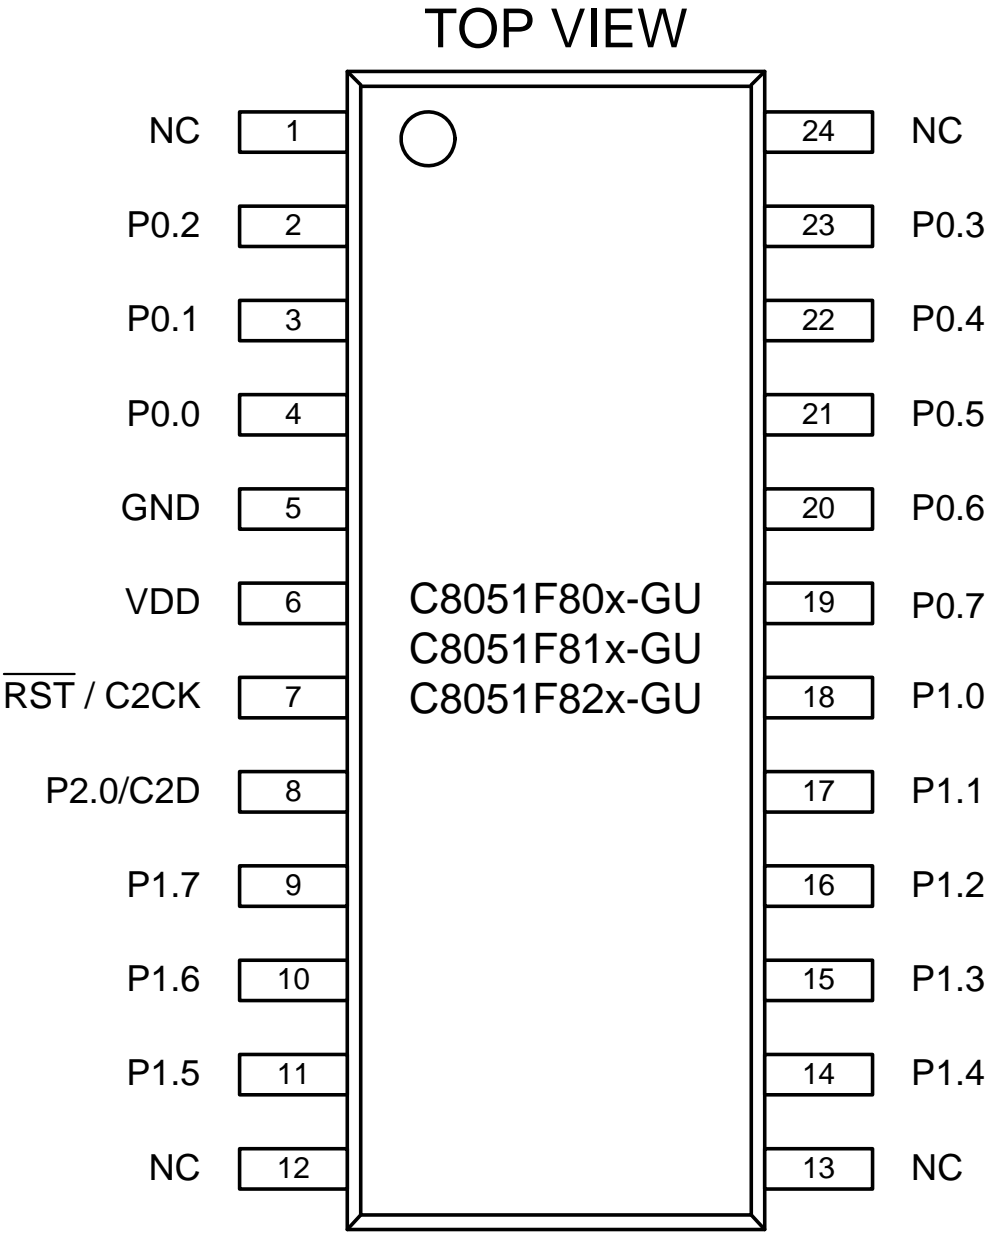 TOP VIEW
NC 1 24 NC
P0.2 2 23 P0.3
P0.1 3 22 P0.4
P0.0 4 21 P0.5
GND 5 20 P0.6
VDD 6 C8051F80x-GU 19 P0.7
C8051F81x-GU
RST / C2CK 7 C8051F82x-GU 18 P1.0
P2.0/C2D 8 17 P1.1
P1.7 9 16 P1.2
P1.6 10 15 P1.3
P1.5 11 14 P1.4
NC 12 13 NC